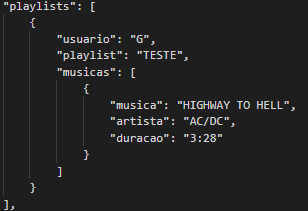 "playlists": [
    {
        "usuario": "G",
        "playlist": "TESTE",
        "musicas": [
            {
                "musica": "HIGHWAY TO HELL",
                "artista": "AC/DC",
                "duracao": "3:28"
            }
        ]
    }
],